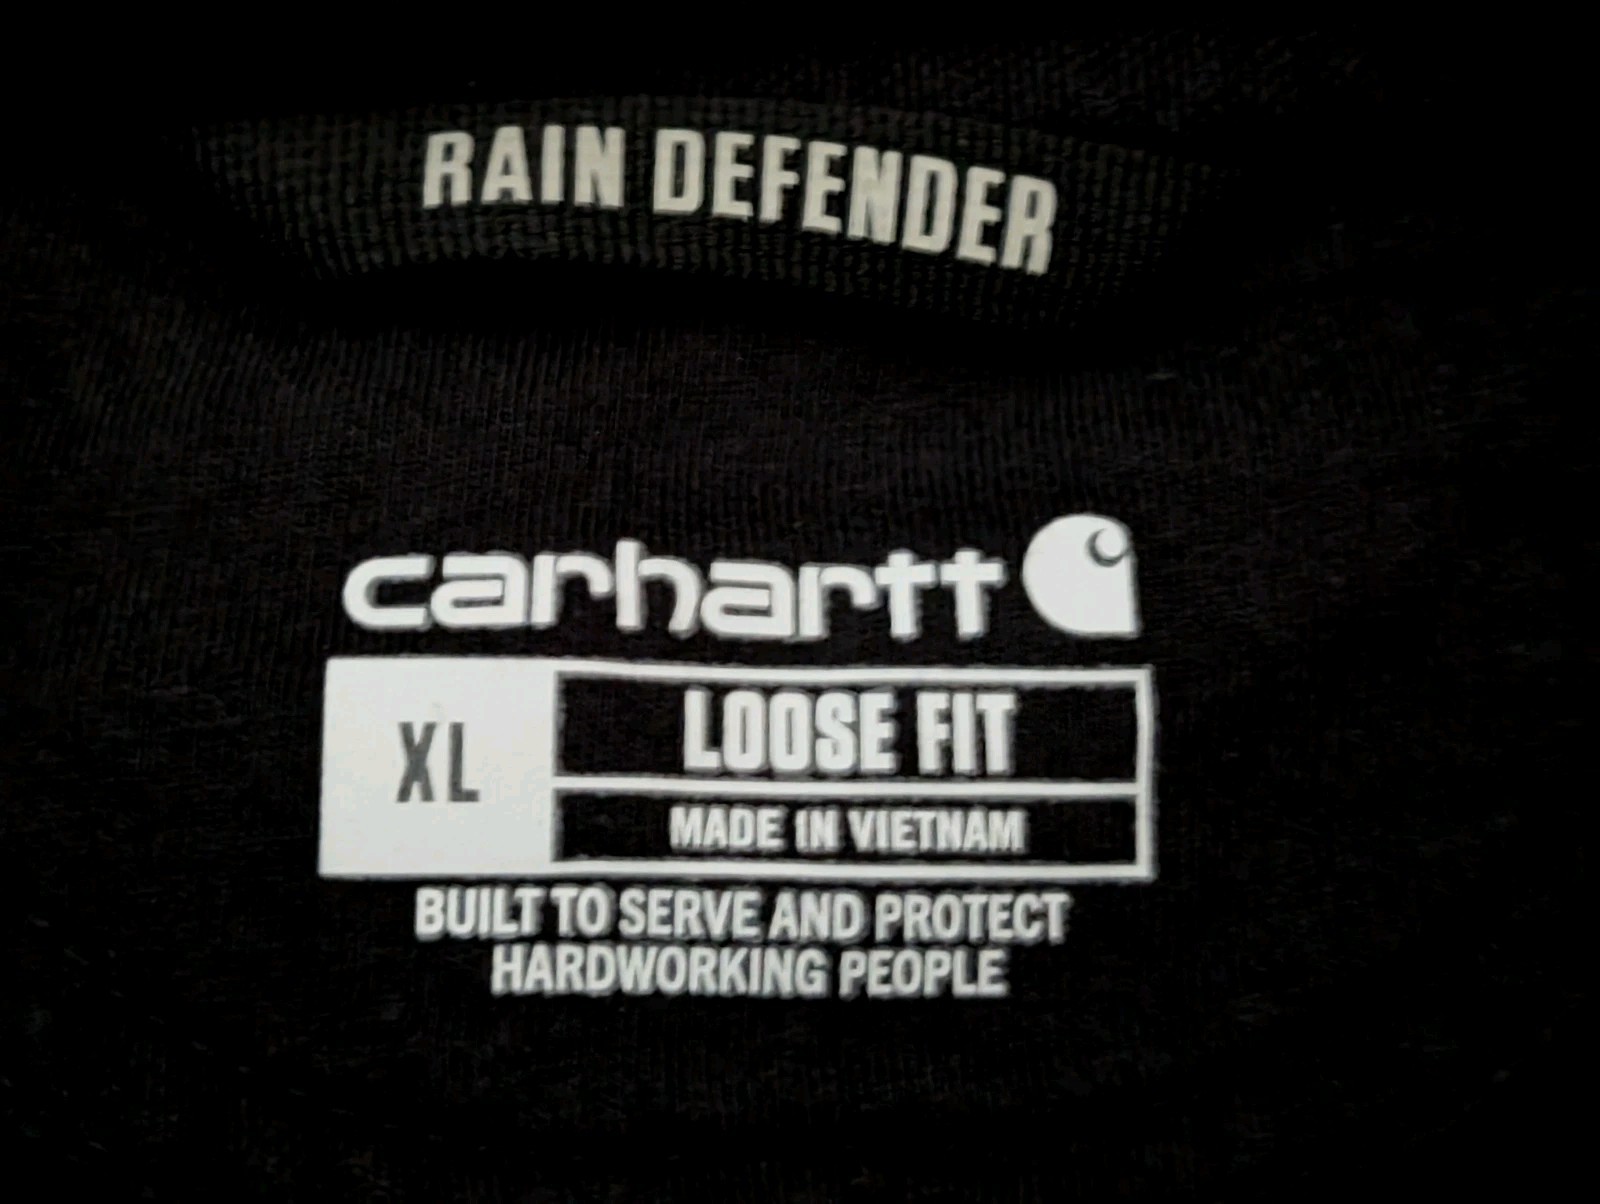 RAIN DEFENDER
carhartt
XL
LOOSE FIT
MADE IN VIETNAM
BUILT TO SERVE AND PROTECT
HARDWORKING PEOPLE